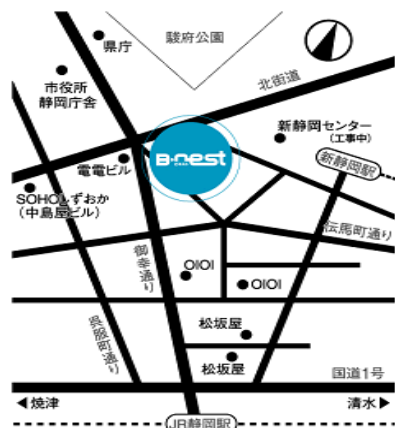 駿府公園
県庁
市役所
静岡庁舎
北街道
B-nest
新静岡センター
(工事中)
新静岡駅
電電ビル
SOHOしずおか
(中島屋ビル)
伝馬町通り
御幸通り
OIOI
OIOI
呉服町通り
松坂屋
松坂屋
国道1号
◀焼津
清水▶
JR静岡駅